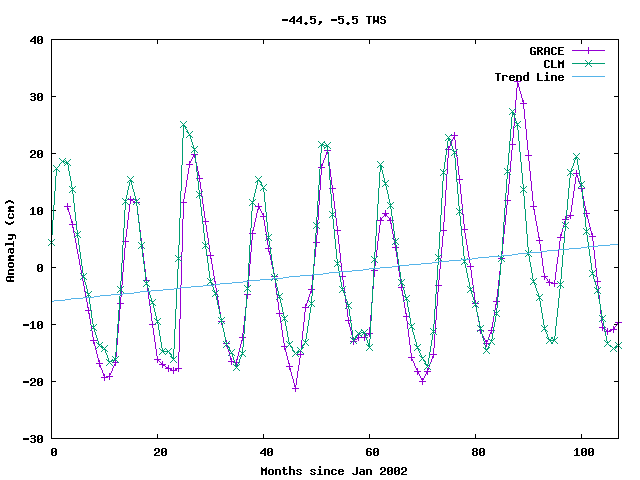 -44.5, -5.5 TWS
40
30
20
10
0
-10
-20
-30
Anomaly (cm)
GRACE
CLM
Trend Line
0 20 40 60 80 100
Months since Jan 2002